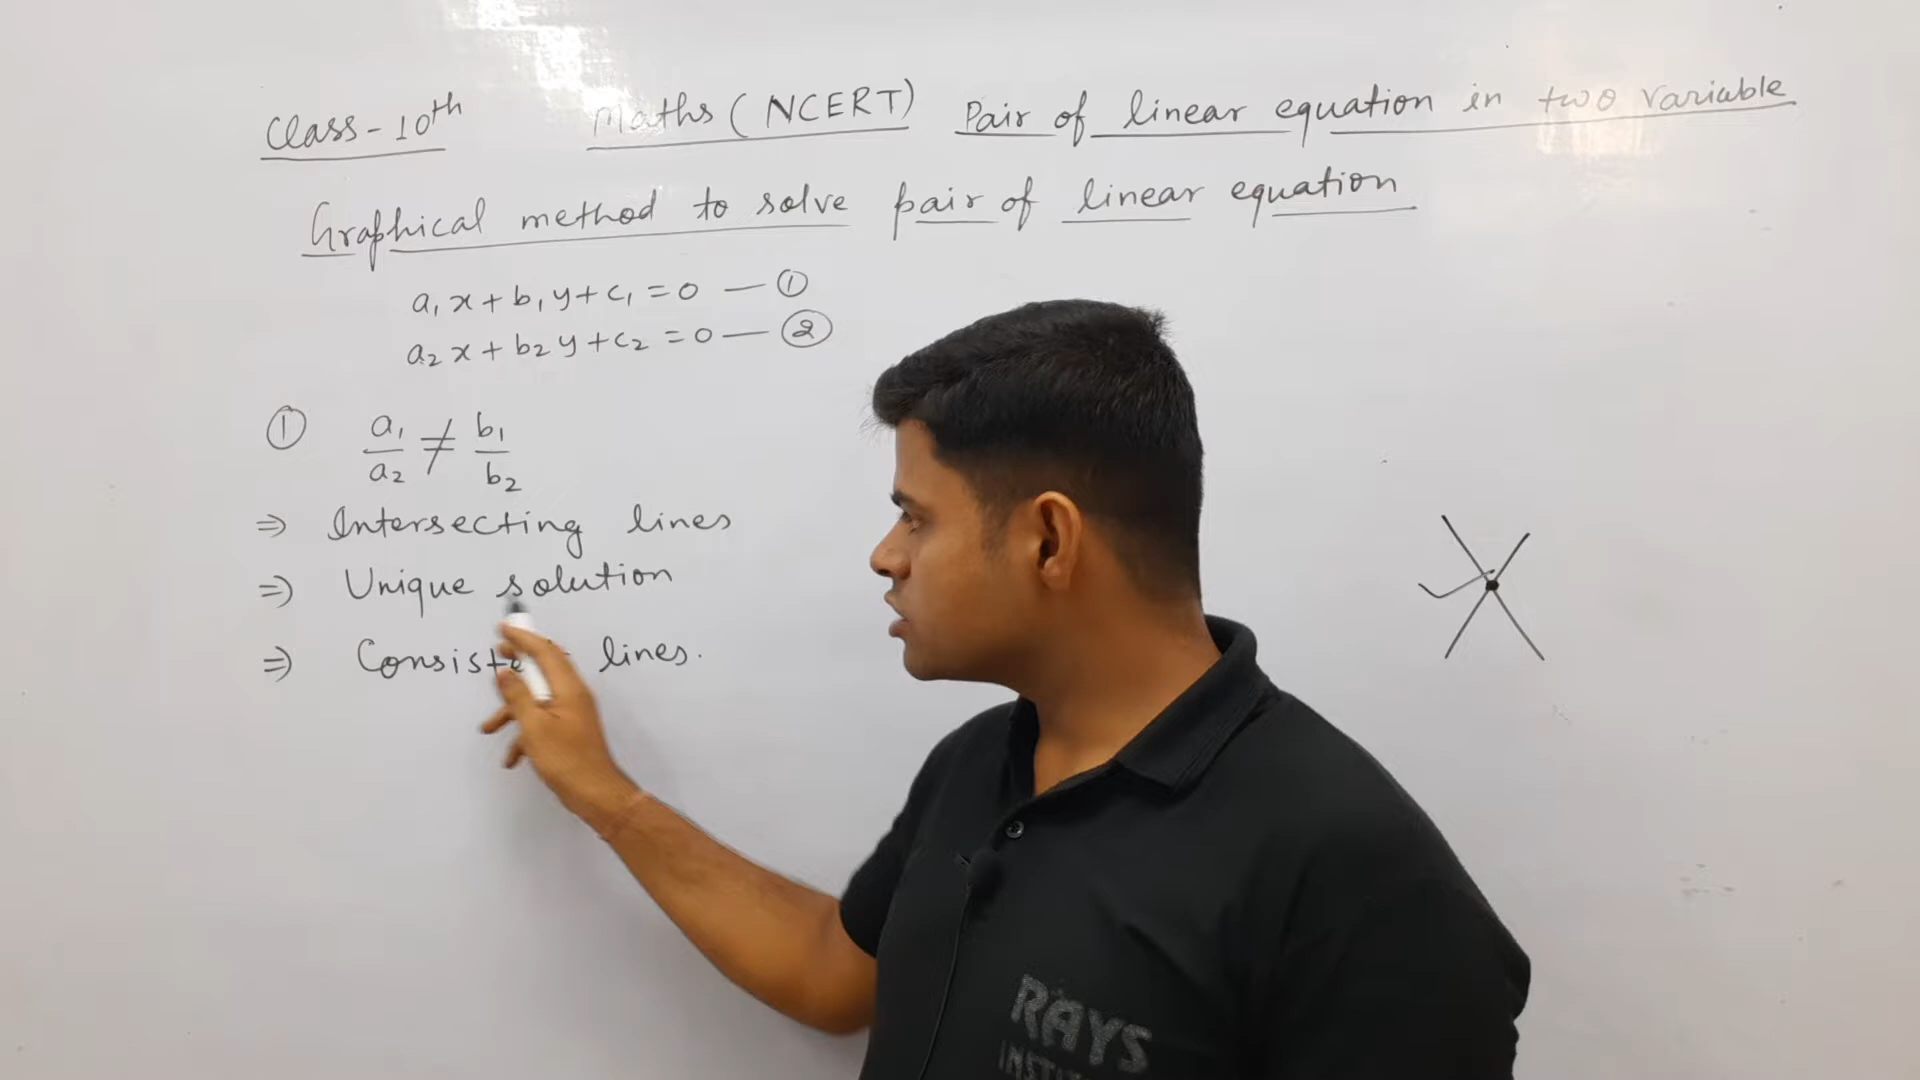 Class-10th Maths (NCERT) Pair of linear equation in two variable
Graphical method to solve pair of linear equation
a₁x + b₁y + c₁ = 0 — ①
a₂x + b₂y + c₂ = 0 — ②
① a₁/a₂ ≠ b₁/b₂
⇒ Intersecting lines
⇒ Unique solution
⇒ lines.
RAYS